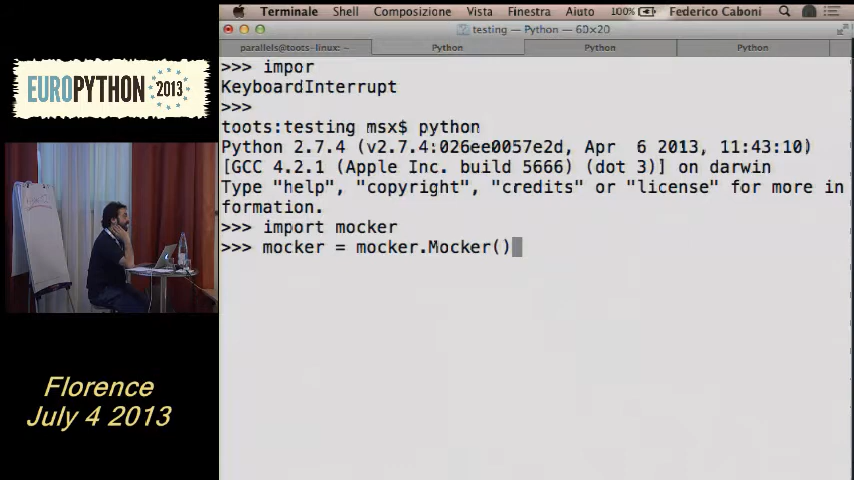 Terminale Shell Composizione Vista Finestra Aiuto 100% Federico Caboni
testing — Python — 60×20
parallels@toots-linux: ~ Python Python Python
>>> impor
KeyboardInterrupt
>>>
toots:testing msx$ python
Python 2.7.4 (v2.7.4:026ee0057e2d, Apr  6 2013, 11:43:10)
[GCC 4.2.1 (Apple Inc. build 5666) (dot 3)] on darwin
Type "help", "copyright", "credits" or "license" for more in
formation.
>>> import mocker
>>> mocker = mocker.Mocker()
EUROPYTHON 2013
Florence
July 4 2013